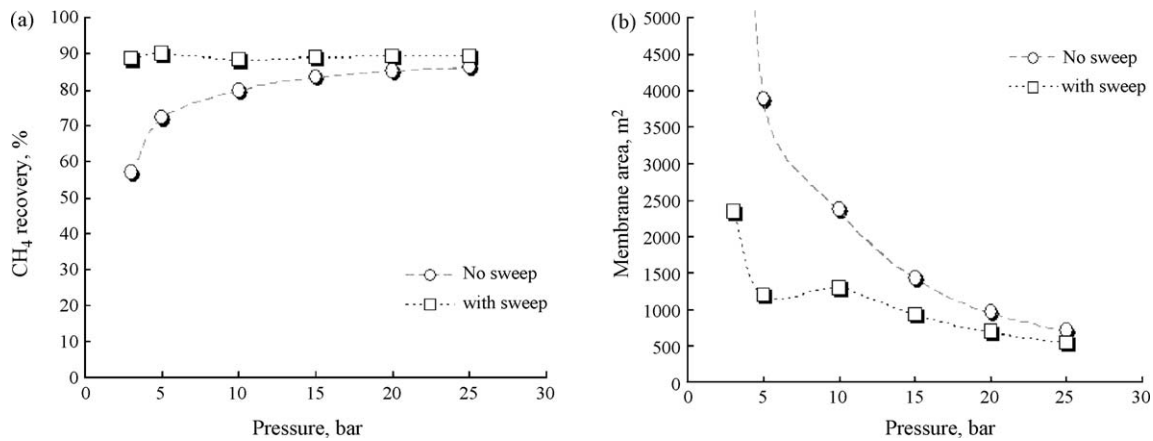 (a)
100
90
80
70
60
50
40
30
20
10
0
CH4 recovery, %
No sweep
with sweep
0 5 10 15 20 25 30
Pressure, bar
(b)
5000
4500
4000
3500
3000
2500
2000
1500
1000
500
0
Membrane area, m²
No sweep
with sweep
0 5 10 15 20 25 30
Pressure, bar